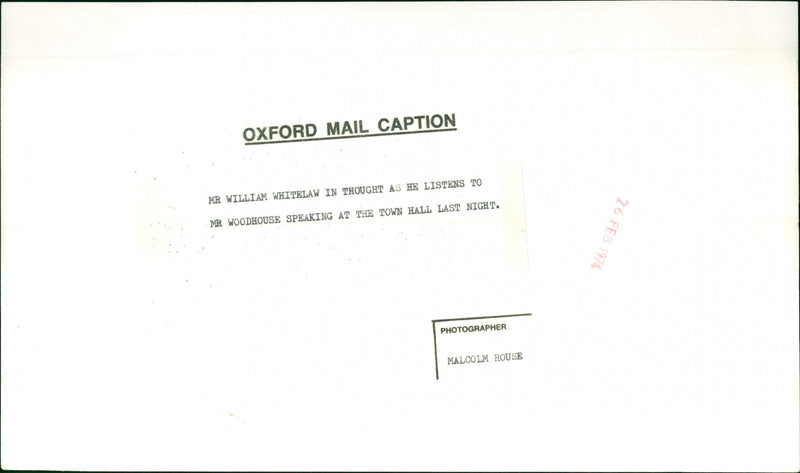 OXFORD MAIL CAPTION
MR WILLIAM WHITELAW IN THOUGHT AS HE LISTENS TO
MR WOODHOUSE SPEAKING AT THE TOWN HALL LAST NIGHT.
26 FEB 1974
PHOTOGRAPHER
MALCOLM ROUSE